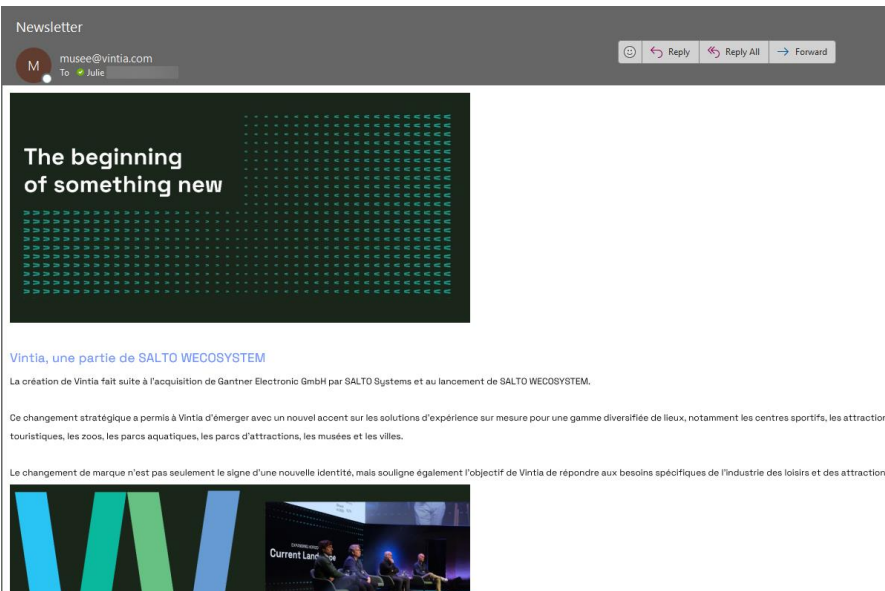 Newsletter
M
musee@vintia.com
To Julie
Reply
Reply All
Forward
The beginning
of something new
Vintia, une partie de SALTO WECOSYSTEM
La création de Vintia fait suite à l'acquisition de Gantner Electronic GmbH par SALTO Systems et au lancement de SALTO WECOSYSTEM.
Ce changement stratégique a permis à Vintia d'émerger avec un nouvel accent sur les solutions d'expérience sur mesure pour une gamme diversifiée de lieux, notamment les centres sportifs, les attraction
touristiques, les zoos, les parcs aquatiques, les parcs d'attractions, les musées et les villes.
Le changement de marque n'est pas seulement le signe d'une nouvelle identité, mais souligne également l'objectif de Vintia de répondre aux besoins spécifiques de l'industrie des loisirs et des attraction
Current